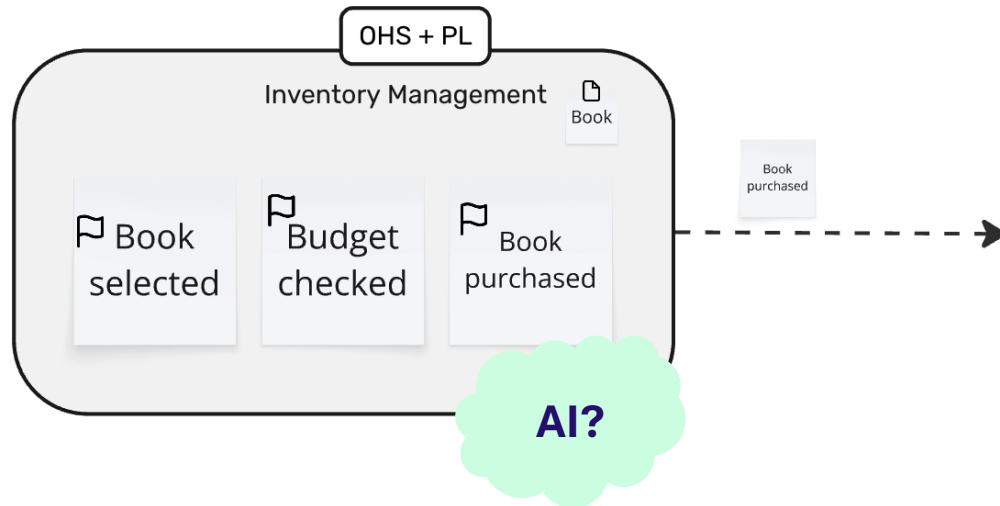 OHS + PL
Inventory Management
Book
Book
selected
Budget
checked
Book
purchased
Book
purchased
AI?